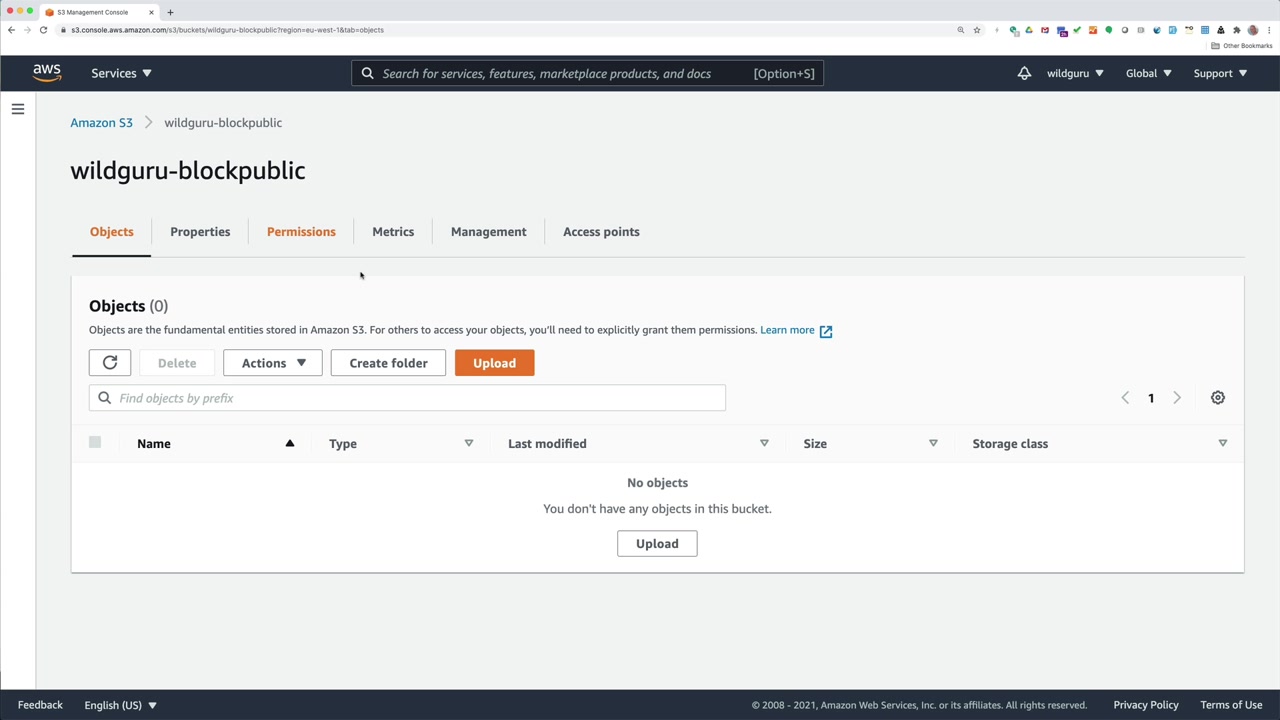 S3 Management Console
s3.console.aws.amazon.com/s3/buckets/wildguru-blockpublic?region=eu-west-1&tab=objects
Other Bookmarks
aws
Services
Search for services, features, marketplace products, and docs
[Option+S]
wildguru
Global
Support
Amazon S3
wildguru-blockpublic
wildguru-blockpublic
Objects
Properties
Permissions
Metrics
Management
Access points
Objects (0)
Objects are the fundamental entities stored in Amazon S3. For others to access your objects, you'll need to explicitly grant them permissions. Learn more
Delete
Actions
Create folder
Upload
Find objects by prefix
1
Name
Type
Last modified
Size
Storage class
No objects
You don't have any objects in this bucket.
Upload
Feedback
English (US)
© 2008 - 2021, Amazon Web Services, Inc. or its affiliates. All rights reserved.
Privacy Policy
Terms of Use